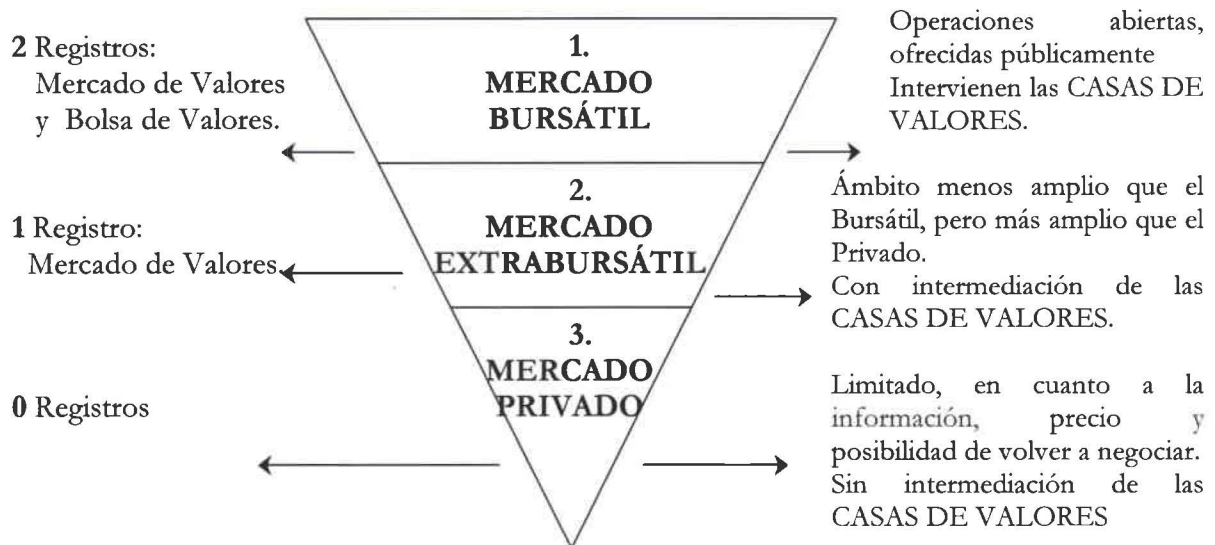 2 Registros:
Mercado de Valores
y Bolsa de Valores.
1.
MERCADO
BURSÁTIL
Operaciones abiertas,
ofrecidas públicamente
Intervienen las CASAS DE
VALORES.
1 Registro:
Mercado de Valores
2.
MERCADO
EXTRABURSÁTIL
Ámbito menos amplio que el
Bursátil, pero más amplio que el
Privado.
Con intermediación de las
CASAS DE VALORES.
0 Registros
3.
MERCADO
PRIVADO
Limitado, en cuanto a la
información, precio y
posibilidad de volver a negociar.
Sin intermediación de las
CASAS DE VALORES